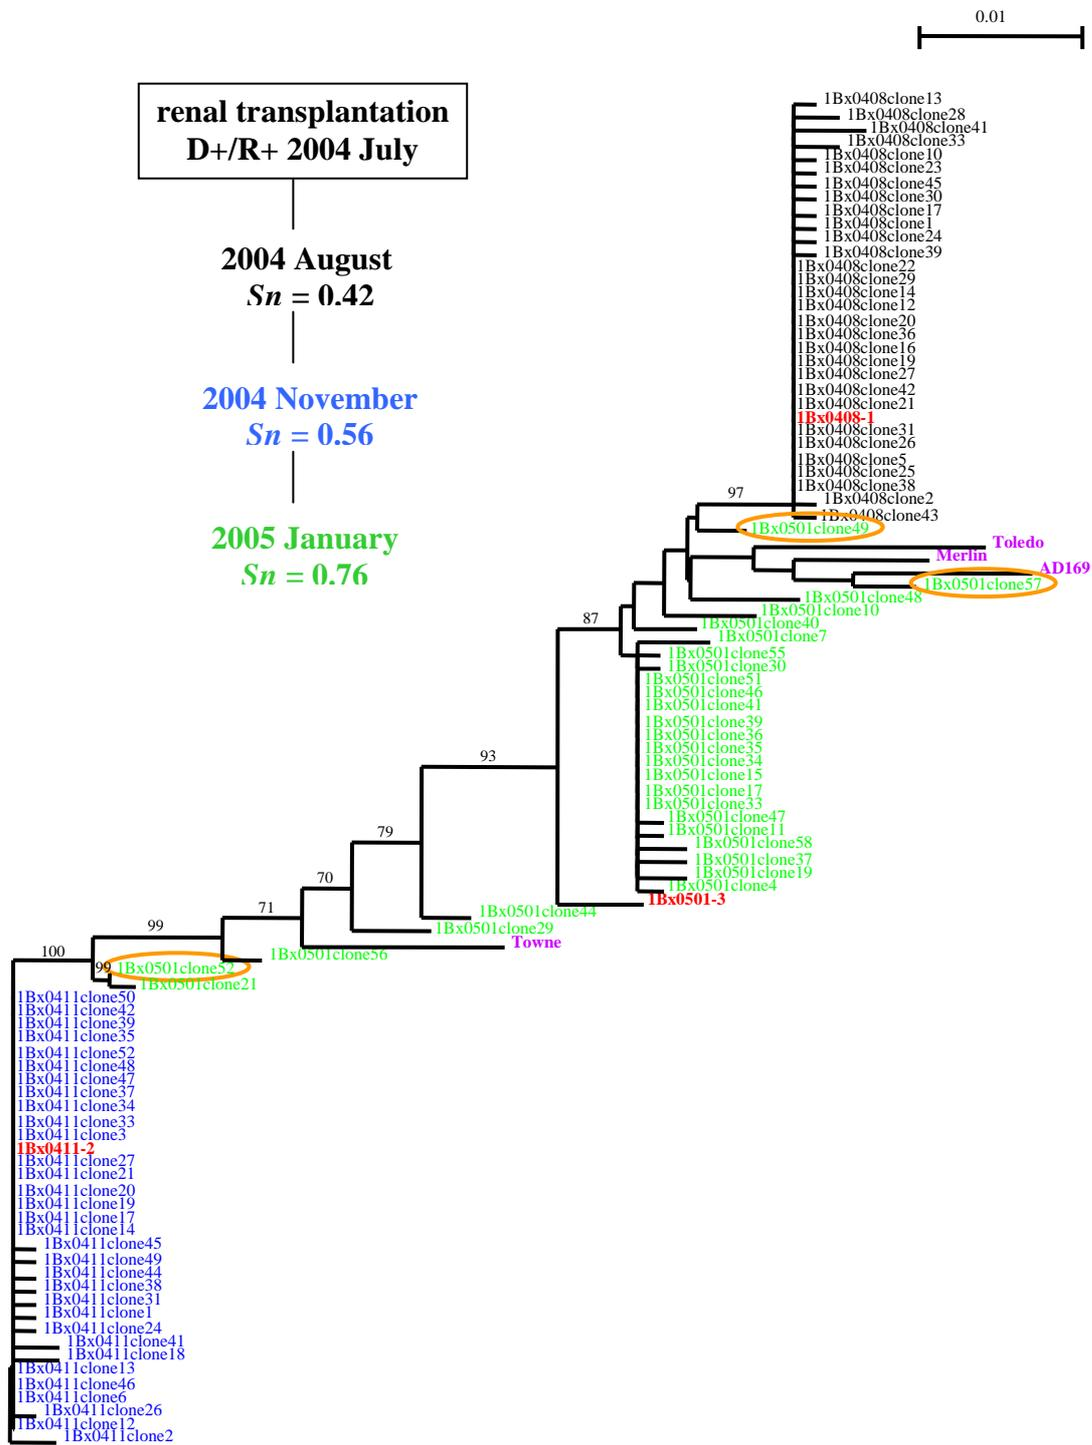 0.01
renal transplantation
D+/R+ 2004 July
2004 August
Sn = 0.42
2004 November
Sn = 0.56
2005 January
Sn = 0.76
1Bx0408clone13
1Bx0408clone28
1Bx0408clone41
1Bx0408clone33
1Bx0408clone10
1Bx0408clone23
1Bx0408clone45
1Bx0408clone30
1Bx0408clone17
1Bx0408clone1
1Bx0408clone24
1Bx0408clone39
1Bx0408clone22
1Bx0408clone29
1Bx0408clone14
1Bx0408clone12
1Bx0408clone20
1Bx0408clone36
1Bx0408clone16
1Bx0408clone19
1Bx0408clone27
1Bx0408clone42
1Bx0408clone21
1Bx0408-1
1Bx0408clone31
1Bx0408clone26
1Bx0408clone5
1Bx0408clone25
1Bx0408clone38
97
1Bx0408clone2
1Bx0408clone43
1Bx0501clone49
Toledo
Merlin
AD169
1Bx0501clone57
1Bx0501clone48
1Bx0501clone10
87
1Bx0501clone40
1Bx0501clone7
1Bx0501clone55
1Bx0501clone30
1Bx0501clone51
1Bx0501clone46
1Bx0501clone41
1Bx0501clone39
1Bx0501clone36
1Bx0501clone35
1Bx0501clone34
93
1Bx0501clone15
1Bx0501clone17
1Bx0501clone33
1Bx0501clone47
1Bx0501clone11
79
1Bx0501clone58
1Bx0501clone37
1Bx0501clone19
70
1Bx0501clone4
1Bx0501-3
71
1Bx0501clone44
99
1Bx0501clone29
Towne
100
1Bx0501clone56
99
1Bx0501clone52
1Bx0501clone21
1Bx0411clone50
1Bx0411clone42
1Bx0411clone39
1Bx0411clone35
1Bx0411clone52
1Bx0411clone48
1Bx0411clone47
1Bx0411clone37
1Bx0411clone34
1Bx0411clone33
1Bx0411clone3
1Bx0411-2
1Bx0411clone27
1Bx0411clone21
1Bx0411clone20
1Bx0411clone19
1Bx0411clone17
1Bx0411clone14
1Bx0411clone45
1Bx0411clone49
1Bx0411clone44
1Bx0411clone38
1Bx0411clone31
1Bx0411clone1
1Bx0411clone24
1Bx0411clone41
1Bx0411clone18
1Bx0411clone13
1Bx0411clone46
1Bx0411clone6
1Bx0411clone26
1Bx0411clone12
1Bx0411clone2